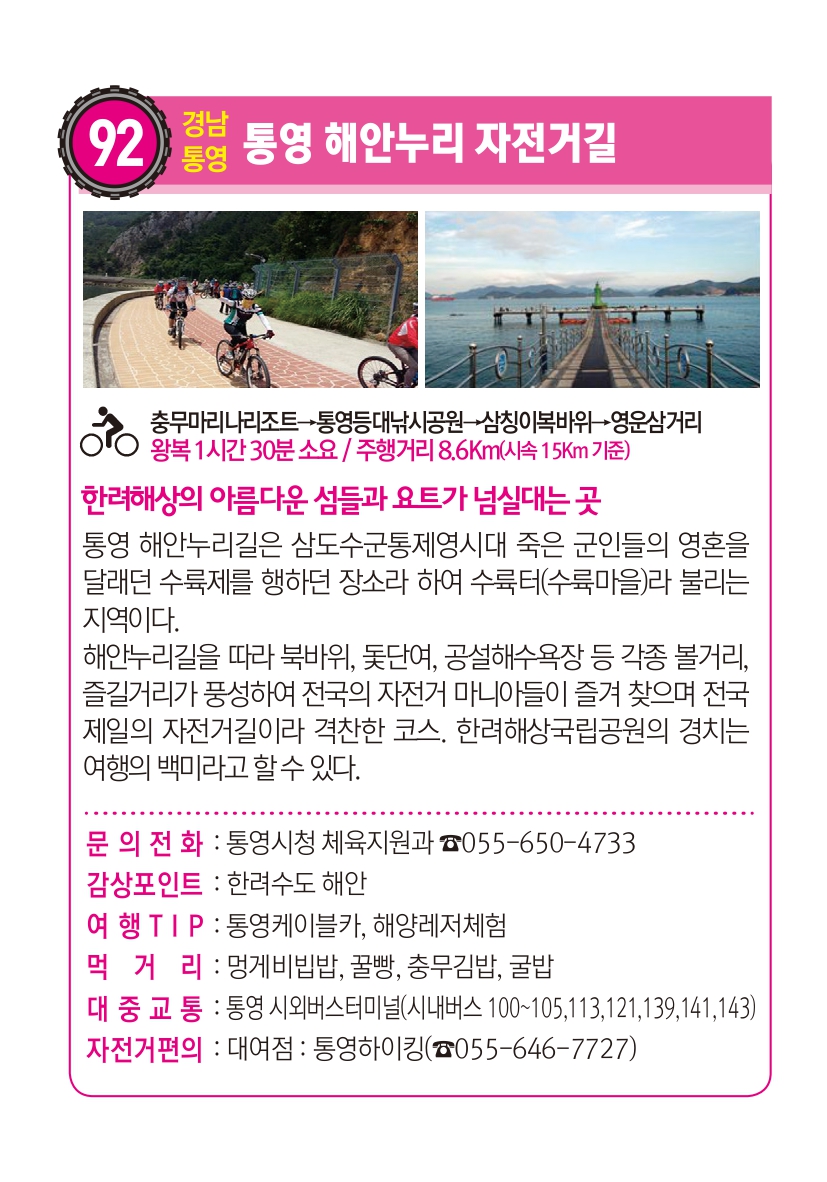 92
경남
통영
통영 해안누리 자전거길
충무마리나리조트→통영등대낚시공원→삼칭이복바위→영운삼거리
왕복 1시간 30분 소요 / 주행거리 8.6Km(시속 15Km 기준)
한려해상의 아름다운 섬들과 요트가 넘실대는 곳
통영 해안누리길은 삼도수군통제영시대 죽은 군인들의 영혼을
달래던 수륙제를 행하던 장소라 하여 수륙터(수륙마을)라 불리는
지역이다.
해안누리길을 따라 북바위, 돛단여, 공설해수욕장 등 각종 볼거리,
즐길거리가 풍성하여 전국의 자전거 마니아들이 즐겨 찾으며 전국
제일의 자전거길이라 격찬한 코스. 한려해상국립공원의 경치는
여행의 백미라고 할 수 있다.
문의전화 : 통영시청 체육지원과 ☎055-650-4733
감상포인트 : 한려수도 해안
여행TIP : 통영케이블카, 해양레저체험
먹거리 : 멍게비빔밥, 꿀빵, 충무김밥, 굴밥
대중교통 : 통영 시외버스터미널(시내버스 100~105,113,121,139,141,143)
자전거편의 : 대여점 : 통영하이킹(☎055-646-7727)